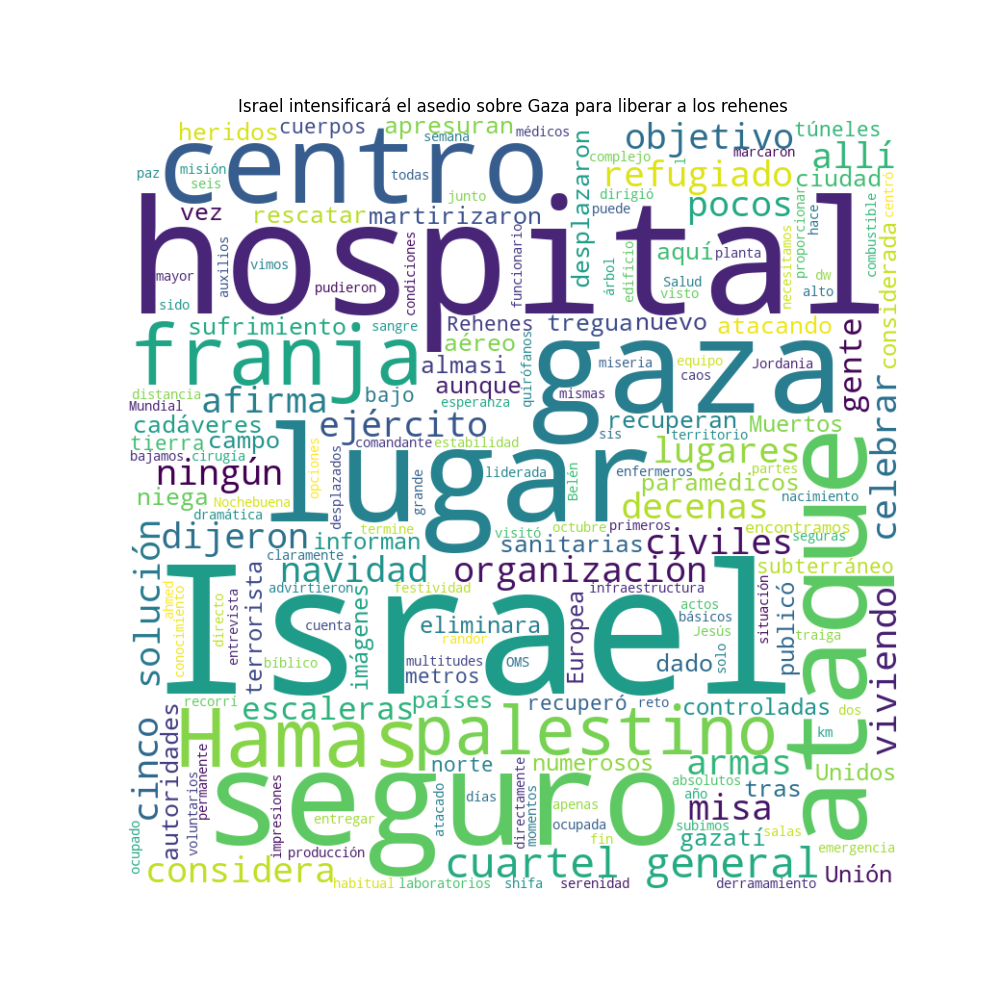 Israel intensificará el asedio sobre Gaza para liberar a los rehenes
heridos cuerpos apresuran semana médicos objetivo túneles
centro marcaron allí
paz misión seis todas complejo l refugiado ciudad centró
junto dirigió pocos
vez rescatar martirizaron desplazaron puede proporcionar hace combustible
hospital
auxilios vimos condiciones funcionario aquí planta necesitamos considerada
mayor pudieron árbol edificio Salud visto dw alto
sido
sufrimiento sangre Rehenes tregua nuevo atacando gente
franja aéreo quirófanos gaza
almasi miseria equipo caos Jordania
distancia aunque esperanza mismas
Mundial afirma bajo
cadáveres ejército recuperan Muertos celebrar
tierra campo comandante estabilidad sis territorio
bajamos cirugía opciones lugar lugares partes
ningún desplazados grande liderada Belén enfermeros paramédicos nacimiento
niega Nochebuena decenas ataque
dramática termine visitó octubre primeros encontramos
solución dijeron informan sanitarias civiles seguras
claramente navidad organización subterráneo
advirtieron festividad infraestructura
ahmed conocimiento directo entrevista terrorista Israel actos básicos situación publicó viviendo
cuenta imágenes eliminara randor Europea Jesús traiga
bíblico multitudes OMS dado solo
metros
recorrí escaleras países recuperó reto controladas dos
cinco Hamas palestino km
autoridades permanente norte numerosos armas Unidos
voluntarios impresiones seguro días directamente momentos absolutos tras
entregar atacado apenas año misa
ocupado ocupada subimos salas
producción fin gazatí emergencia
considera cuartel general Unión
habitual laboratorios shifa serenidad derramamiento